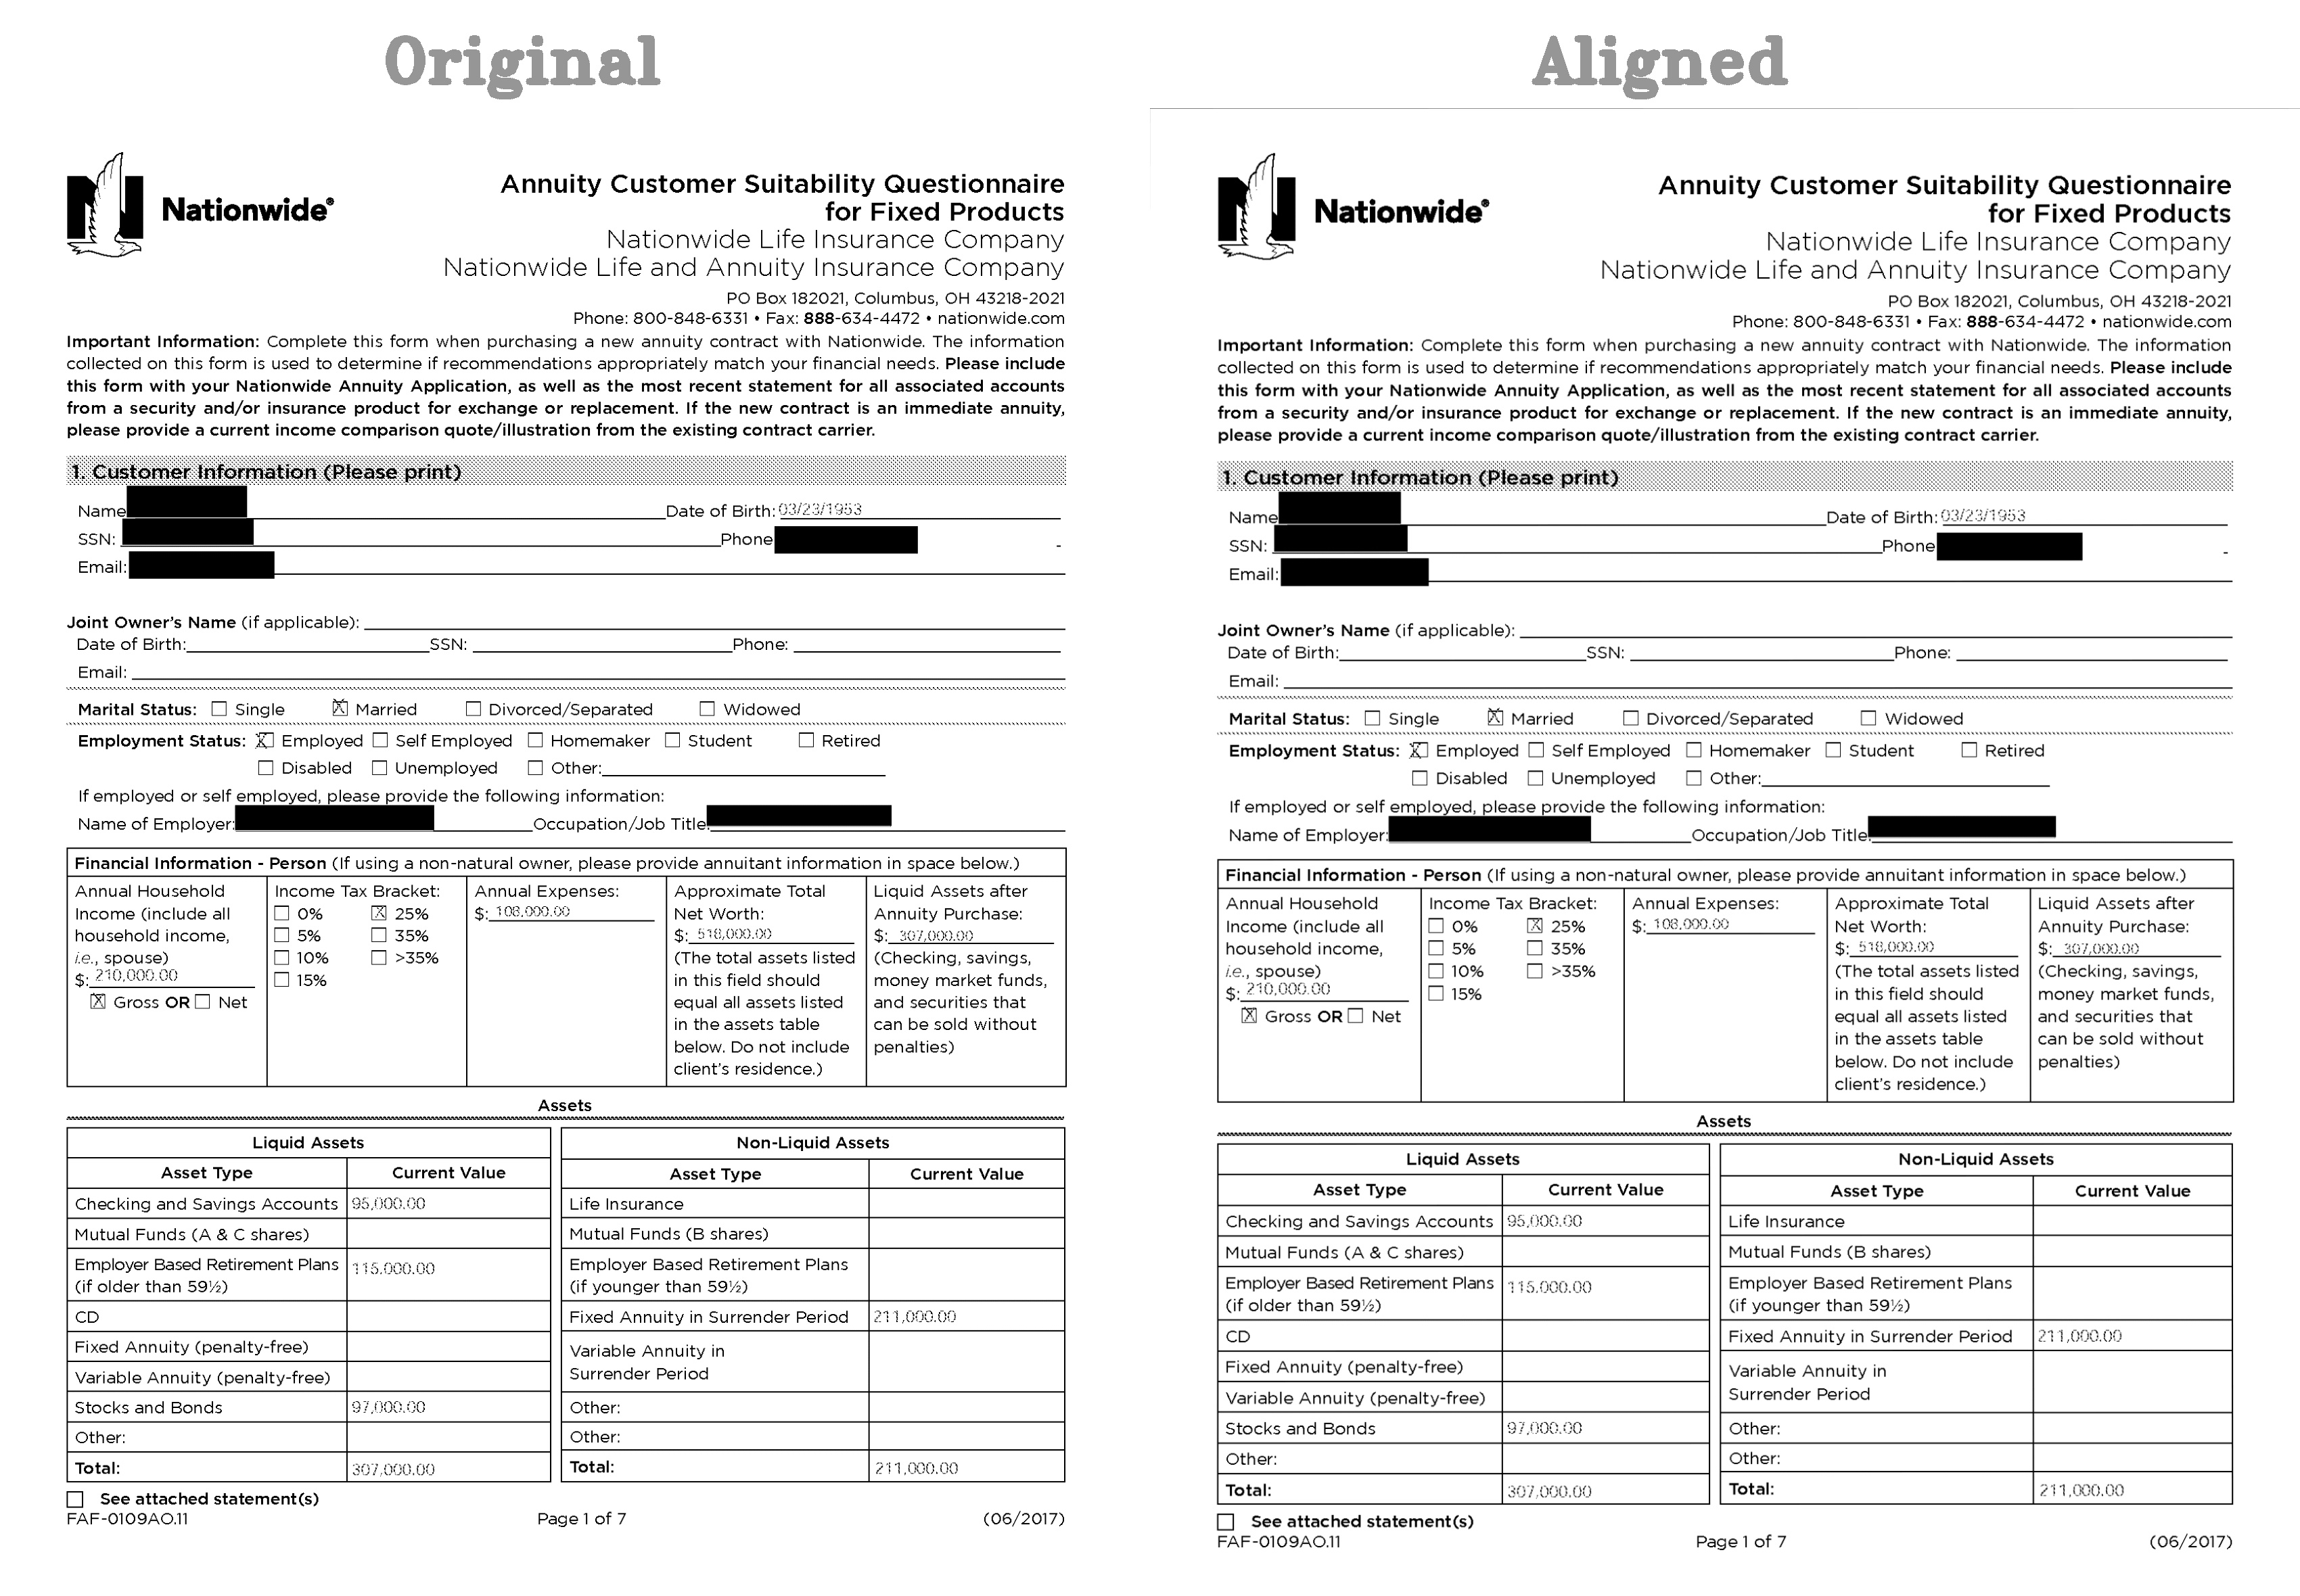 Original
Nationwide®
Annuity Customer Suitability Questionnaire
for Fixed Products
Nationwide Life Insurance Company
Nationwide Life and Annuity Insurance Company
PO Box 182021, Columbus, OH 43218-2021
Phone: 800-848-6331 • Fax: 888-634-4472 • nationwide.com
Important Information: Complete this form when purchasing a new annuity contract with Nationwide. The information
collected on this form is used to determine if recommendations appropriately match your financial needs. Please include
this form with your Nationwide Annuity Application, as well as the most recent statement for all associated accounts
from a security and/or insurance product for exchange or replacement. If the new contract is an immediate annuity,
please provide a current income comparison quote/illustration from the existing contract carrier.
1. Customer Information (Please print)
Name Date of Birth: 03/23/1953
SSN: Phone -
Email:
Joint Owner's Name (if applicable):
Date of Birth: SSN: Phone:
Email:
Marital Status: ☐ Single ☒ Married ☐ Divorced/Separated ☐ Widowed
Employment Status: ☒ Employed ☐ Self Employed ☐ Homemaker ☐ Student ☐ Retired
☐ Disabled ☐ Unemployed ☐ Other:
If employed or self employed, please provide the following information:
Name of Employer: Occupation/Job Title:
Financial Information - Person (If using a non-natural owner, please provide annuitant information in space below.)
Annual Household
Income (include all
household income,
i.e., spouse)
$: 210,000.00
☒ Gross OR ☐ Net
Income Tax Bracket:
☐ 0% ☒ 25%
☐ 5% ☐ 35%
☐ 10% ☐ >35%
☐ 15%
Annual Expenses:
$: 108,000.00
Approximate Total
Net Worth:
$: 518,000.00
(The total assets listed
in this field should
equal all assets listed
in the assets table
below. Do not include
client's residence.)
Liquid Assets after
Annuity Purchase:
$: 307,000.00
(Checking, savings,
money market funds,
and securities that
can be sold without
penalties)
Assets
Liquid Assets
Asset Type Current Value
Checking and Savings Accounts 95,000.00
Mutual Funds (A & C shares)
Employer Based Retirement Plans
(if older than 59½) 115,000.00
CD
Fixed Annuity (penalty-free)
Variable Annuity (penalty-free)
Stocks and Bonds 97,000.00
Other:
Total: 307,000.00
Non-Liquid Assets
Asset Type Current Value
Life Insurance
Mutual Funds (B shares)
Employer Based Retirement Plans
(if younger than 59½)
Fixed Annuity in Surrender Period 211,000.00
Variable Annuity in
Surrender Period
Other:
Other:
Total: 211,000.00
☐ See attached statement(s)
FAF-0109AO.11 Page 1 of 7 (06/2017)
Aligned
Nationwide®
Annuity Customer Suitability Questionnaire
for Fixed Products
Nationwide Life Insurance Company
Nationwide Life and Annuity Insurance Company
PO Box 182021, Columbus, OH 43218-2021
Phone: 800-848-6331 • Fax: 888-634-4472 • nationwide.com
Important Information: Complete this form when purchasing a new annuity contract with Nationwide. The information
collected on this form is used to determine if recommendations appropriately match your financial needs. Please include
this form with your Nationwide Annuity Application, as well as the most recent statement for all associated accounts
from a security and/or insurance product for exchange or replacement. If the new contract is an immediate annuity,
please provide a current income comparison quote/illustration from the existing contract carrier.
1. Customer Information (Please print)
Name Date of Birth: 03/23/1953
SSN: Phone -
Email:
Joint Owner's Name (if applicable):
Date of Birth: SSN: Phone:
Email:
Marital Status: ☐ Single ☒ Married ☐ Divorced/Separated ☐ Widowed
Employment Status: ☒ Employed ☐ Self Employed ☐ Homemaker ☐ Student ☐ Retired
☐ Disabled ☐ Unemployed ☐ Other:
If employed or self employed, please provide the following information:
Name of Employer: Occupation/Job Title:
Financial Information - Person (If using a non-natural owner, please provide annuitant information in space below.)
Annual Household
Income (include all
household income,
i.e., spouse)
$: 210,000.00
☒ Gross OR ☐ Net
Income Tax Bracket:
☐ 0% ☒ 25%
☐ 5% ☐ 35%
☐ 10% ☐ >35%
☐ 15%
Annual Expenses:
$: 108,000.00
Approximate Total
Net Worth:
$: 518,000.00
(The total assets listed
in this field should
equal all assets listed
in the assets table
below. Do not include
client's residence.)
Liquid Assets after
Annuity Purchase:
$: 307,000.00
(Checking, savings,
money market funds,
and securities that
can be sold without
penalties)
Assets
Liquid Assets
Asset Type Current Value
Checking and Savings Accounts 95,000.00
Mutual Funds (A & C shares)
Employer Based Retirement Plans
(if older than 59½) 115,000.00
CD
Fixed Annuity (penalty-free)
Variable Annuity (penalty-free)
Stocks and Bonds 97,000.00
Other:
Total: 307,000.00
Non-Liquid Assets
Asset Type Current Value
Life Insurance
Mutual Funds (B shares)
Employer Based Retirement Plans
(if younger than 59½)
Fixed Annuity in Surrender Period 211,000.00
Variable Annuity in
Surrender Period
Other:
Other:
Total: 211,000.00
☐ See attached statement(s)
FAF-0109AO.11 Page 1 of 7 (06/2017)